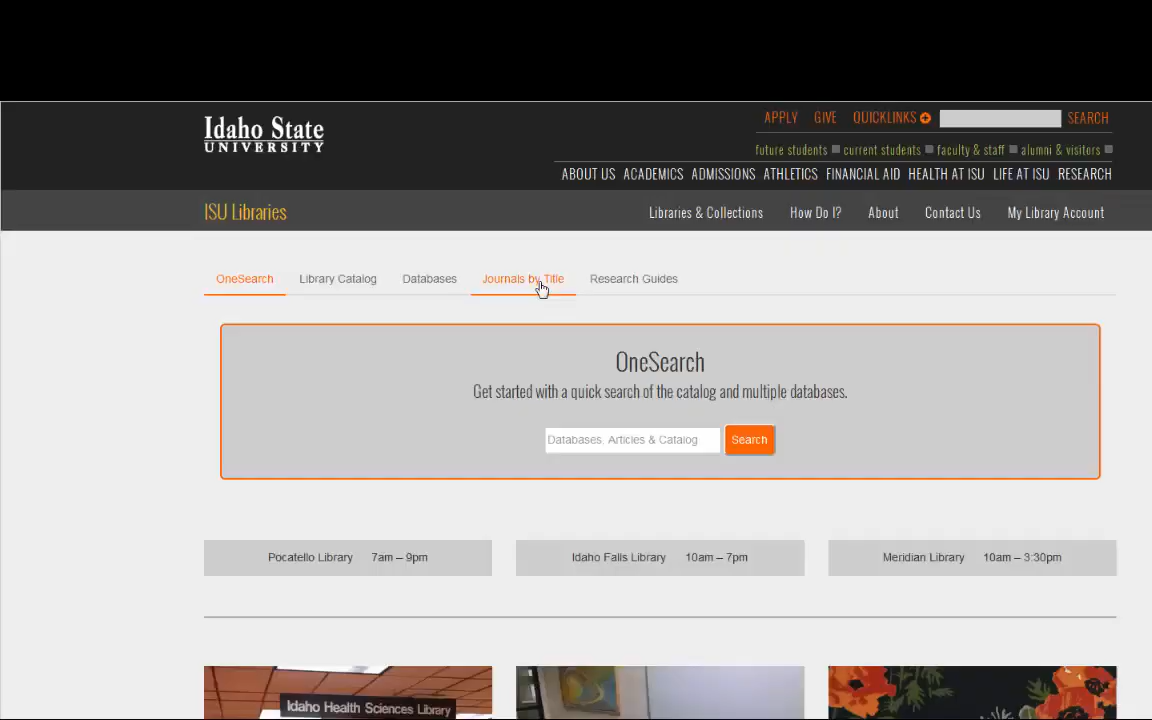 Idaho State
UNIVERSITY
APPLY GIVE QUICKLINKS SEARCH
future students current students faculty & staff alumni & visitors
ABOUT US ACADEMICS ADMISSIONS ATHLETICS FINANCIAL AID HEALTH AT ISU LIFE AT ISU RESEARCH
ISU Libraries Libraries & Collections How Do I? About Contact Us My Library Account
OneSearch Library Catalog Databases Journals by Title Research Guides
OneSearch
Get started with a quick search of the catalog and multiple databases.
Databases, Articles & Catalog Search
Pocatello Library 7am – 9pm Idaho Falls Library 10am – 7pm Meridian Library 10am – 3:30pm
Idaho Health Sciences Library